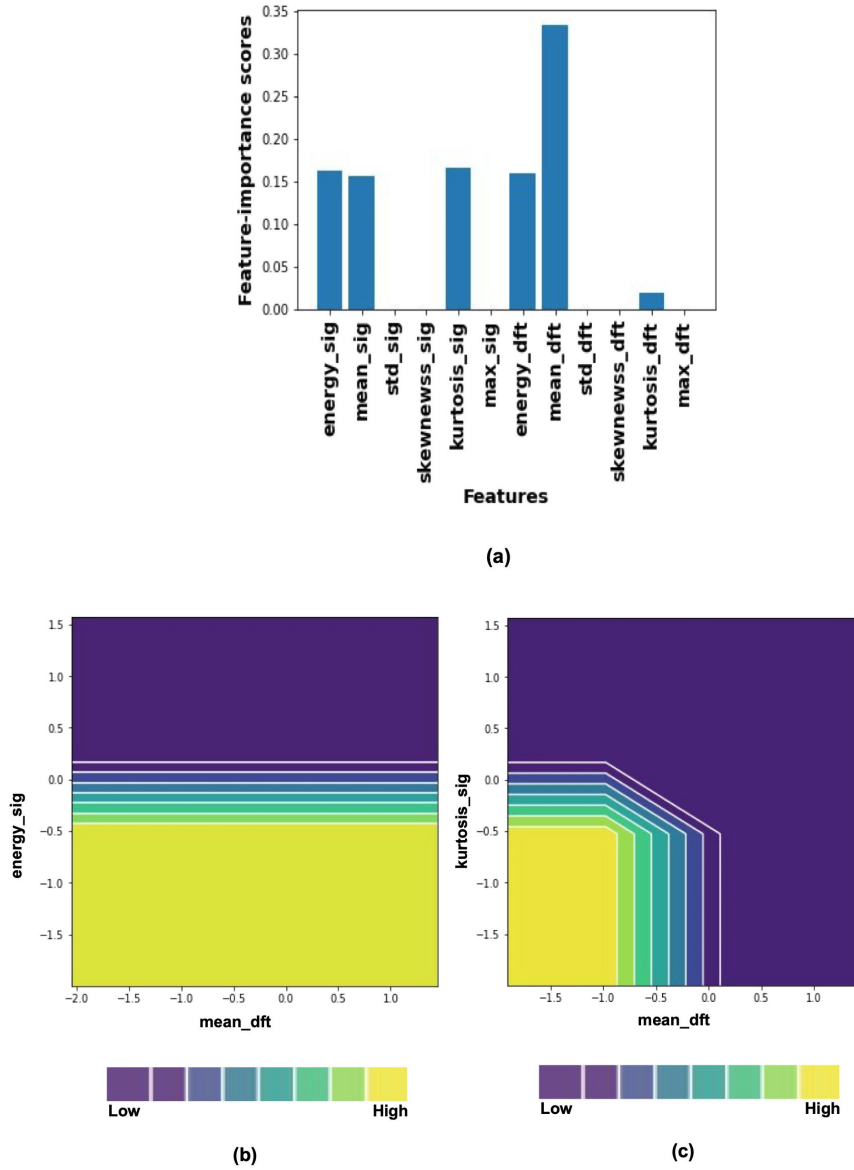 0.35
0.30
0.25
0.20
0.15
0.10
0.05
0.00
Feature-importance scores
energy_sig
mean_sig
std_sig
skewnewss_sig
kurtosis_sig
max_sig
energy_dft
mean_dft
std_dft
skewnewss_dft
kurtosis_dft
max_dft
Features
(a)
1.5
1.0
0.5
0.0
−0.5
−1.0
−1.5
energy_sig
−2.0 −1.5 −1.0 −0.5 0.0 0.5 1.0
mean_dft
Low High
(b)
1.5
1.0
0.5
0.0
−0.5
−1.0
−1.5
kurtosis_sig
−1.5 −1.0 −0.5 0.0 0.5 1.0
mean_dft
Low High
(c)